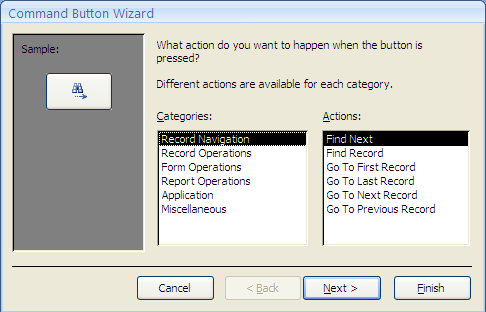 Command Button Wizard
Sample:
What action do you want to happen when the button is
pressed?
Different actions are available for each category.
Categories:
Record Navigation
Record Operations
Form Operations
Report Operations
Application
Miscellaneous
Actions:
Find Next
Find Record
Go To First Record
Go To Last Record
Go To Next Record
Go To Previous Record
Cancel
< Back
Next >
Finish